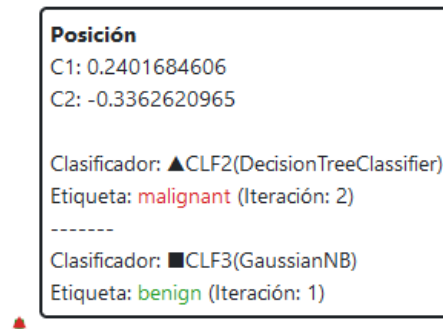 Posición
C1: 0.2401684606
C2: -0.3362620965
Clasificador: ▲CLF2(DecisionTreeClassifier)
Etiqueta: malignant (Iteración: 2)
-------
Clasificador: ■CLF3(GaussianNB)
Etiqueta: benign (Iteración: 1)